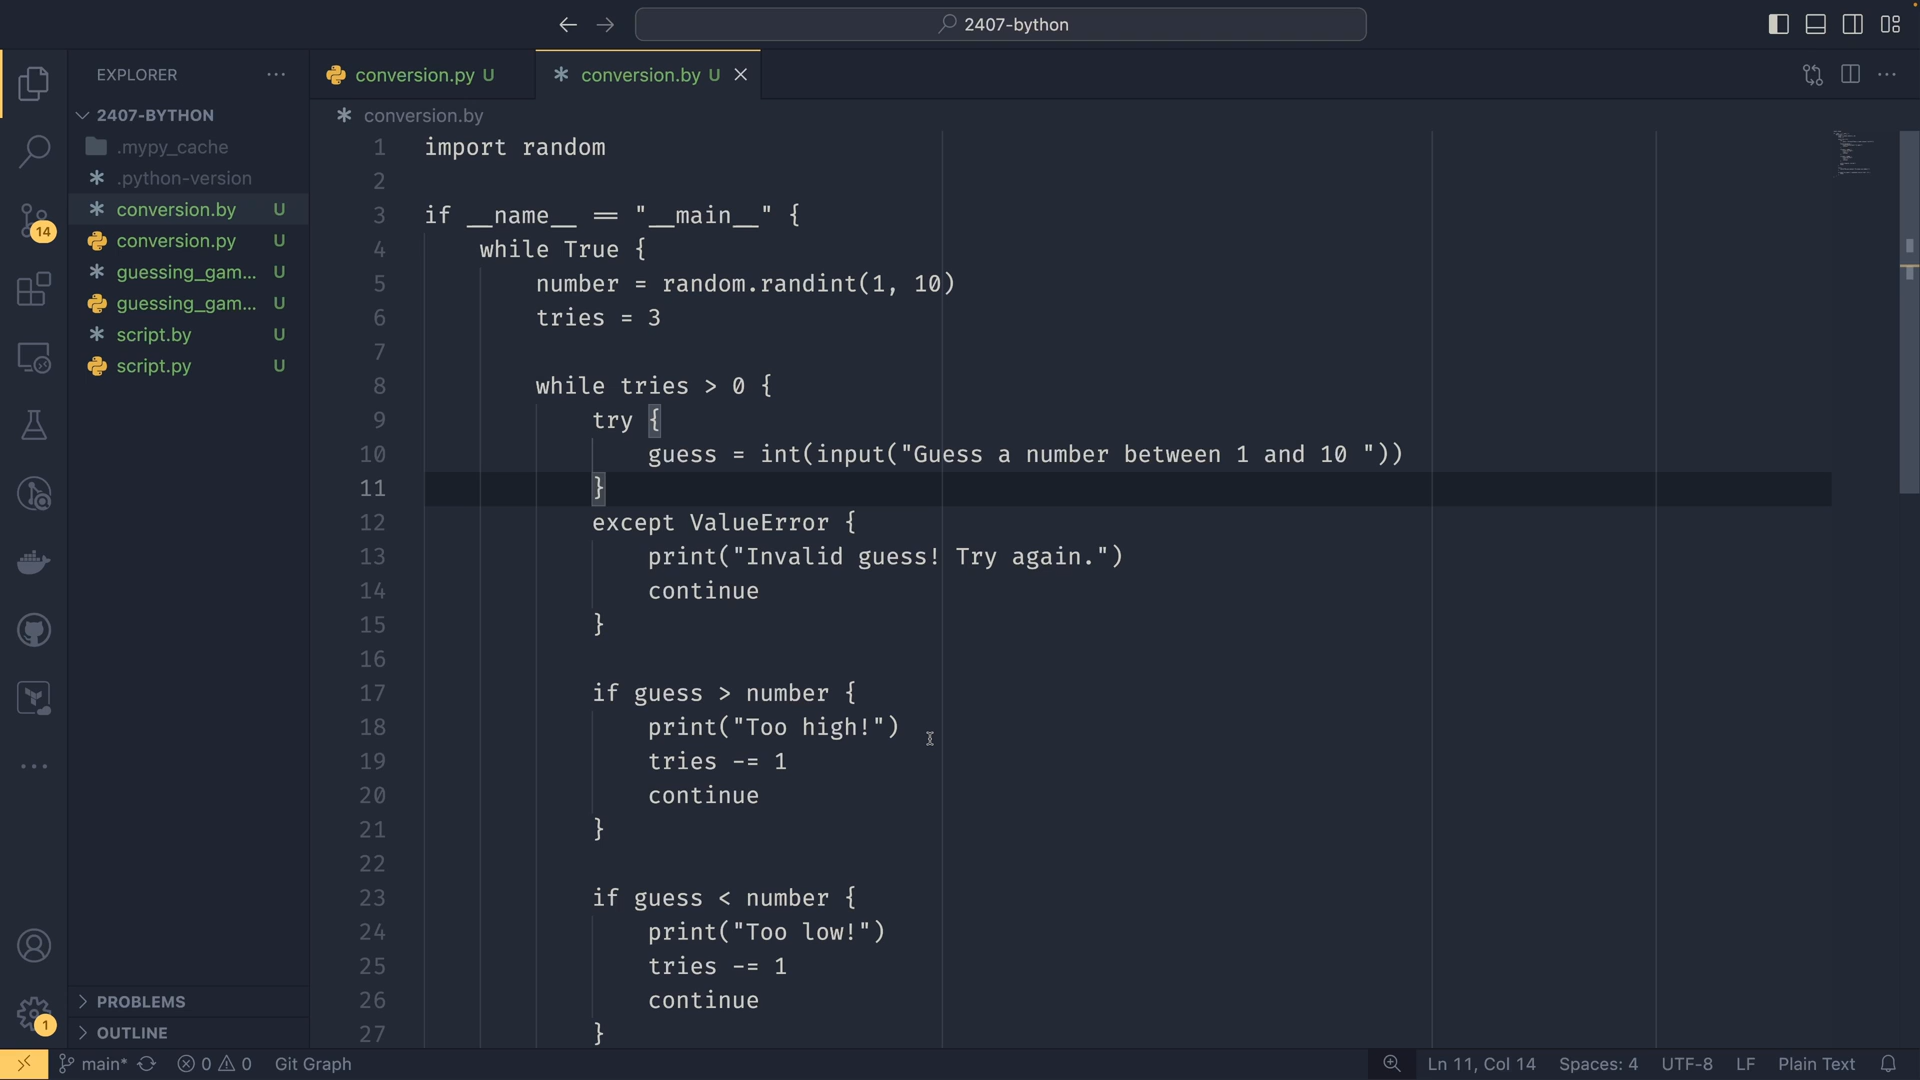 2407-bython
EXPLORER
2407-BYTHON
.mypy_cache
.python-version
conversion.by U
conversion.py U
guessing_gam... U
guessing_gam... U
script.by U
script.py U
PROBLEMS
OUTLINE
14
1
conversion.py U
conversion.by U
conversion.by
1 import random
2
3 if __name__ == "__main__" {
4 while True {
5 number = random.randint(1, 10)
6 tries = 3
7
8 while tries > 0 {
9 try {
10 guess = int(input("Guess a number between 1 and 10 "))
11 }
12 except ValueError {
13 print("Invalid guess! Try again.")
14 continue
15 }
16
17 if guess > number {
18 print("Too high!")
19 tries -= 1
20 continue
21 }
22
23 if guess < number {
24 print("Too low!")
25 tries -= 1
26 continue
27 }
main* 0 0 Git Graph Ln 11, Col 14 Spaces: 4 UTF-8 LF Plain Text